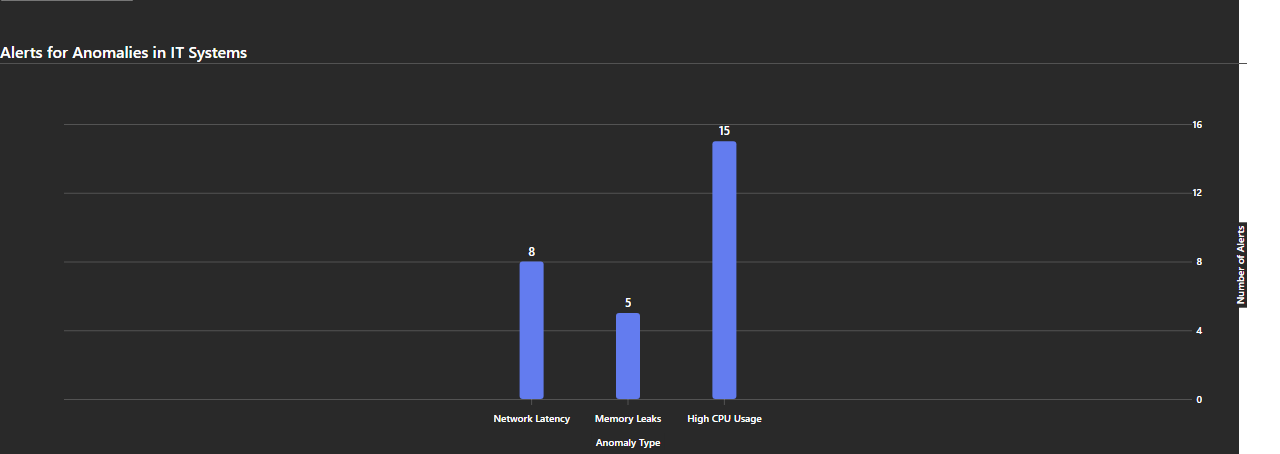 Alerts for Anomalies in IT Systems
16
15
12
8
8
Number of Alerts
5
4
0
Network Latency
Memory Leaks
High CPU Usage
Anomaly Type